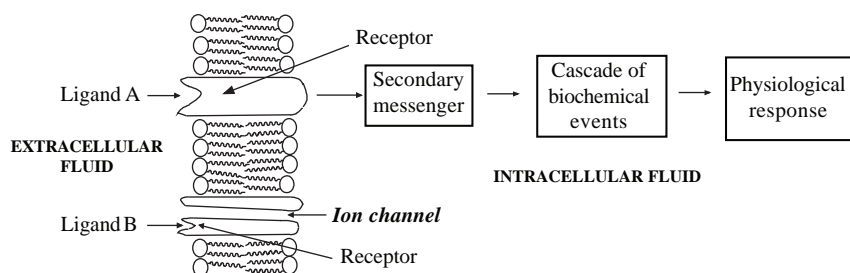 Receptor
Ligand A
Secondary
messenger
Cascade of
biochemical
events
Physiological
response
EXTRACELLULAR
FLUID
INTRACELLULAR FLUID
Ion channel
Ligand B
Receptor